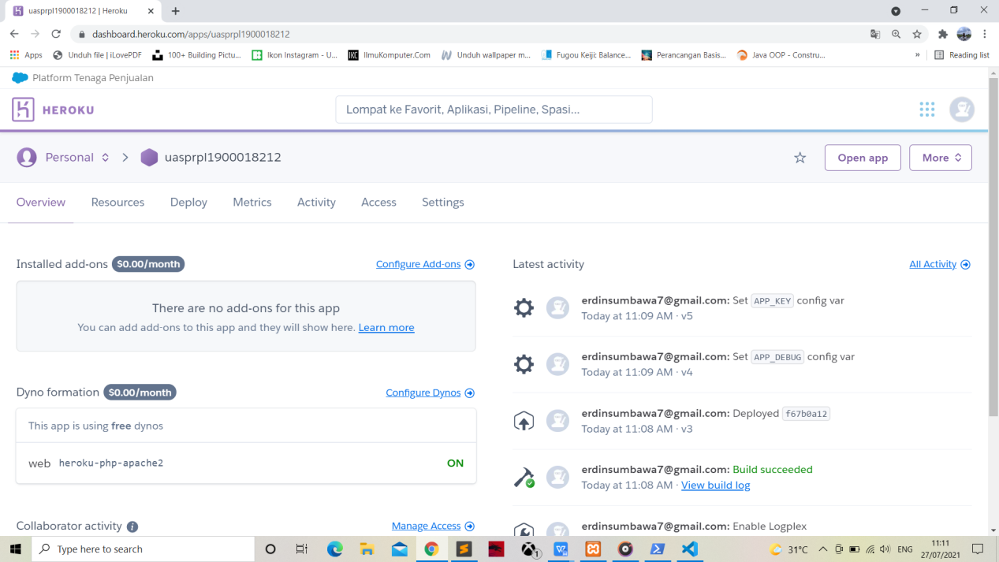 uasprpl1900018212 | Heroku
dashboard.heroku.com/apps/uasprpl1900018212
Apps
Unduh file | iLovePDF
100+ Building Pictu...
Ikon Instagram - U...
IlmuKomputer.Com
Unduh wallpaper m...
Fugou Keiji: Balance...
Perancangan Basis...
Java OOP - Constru...
»
Reading list
Platform Tenaga Penjualan
HEROKU
Lompat ke Favorit, Aplikasi, Pipeline, Spasi...
Personal
uasprpl1900018212
Open app
More
Overview
Resources
Deploy
Metrics
Activity
Access
Settings
Installed add-ons $0.00/month
Configure Add-ons
There are no add-ons for this app
You can add add-ons to this app and they will show here. Learn more
Dyno formation $0.00/month
Configure Dynos
This app is using free dynos
web heroku-php-apache2
ON
Collaborator activity
Manage Access
Latest activity
All Activity
erdinsumbawa7@gmail.com: Set APP_KEY config var
Today at 11:09 AM · v5
erdinsumbawa7@gmail.com: Set APP_DEBUG config var
Today at 11:09 AM · v4
erdinsumbawa7@gmail.com: Deployed f67b0a12
Today at 11:08 AM · v3
erdinsumbawa7@gmail.com: Build succeeded
Today at 11:08 AM · View build log
erdinsumbawa7@gmail.com: Enable Logplex
Type here to search
1
31°C
ENG
11:11
27/07/2021